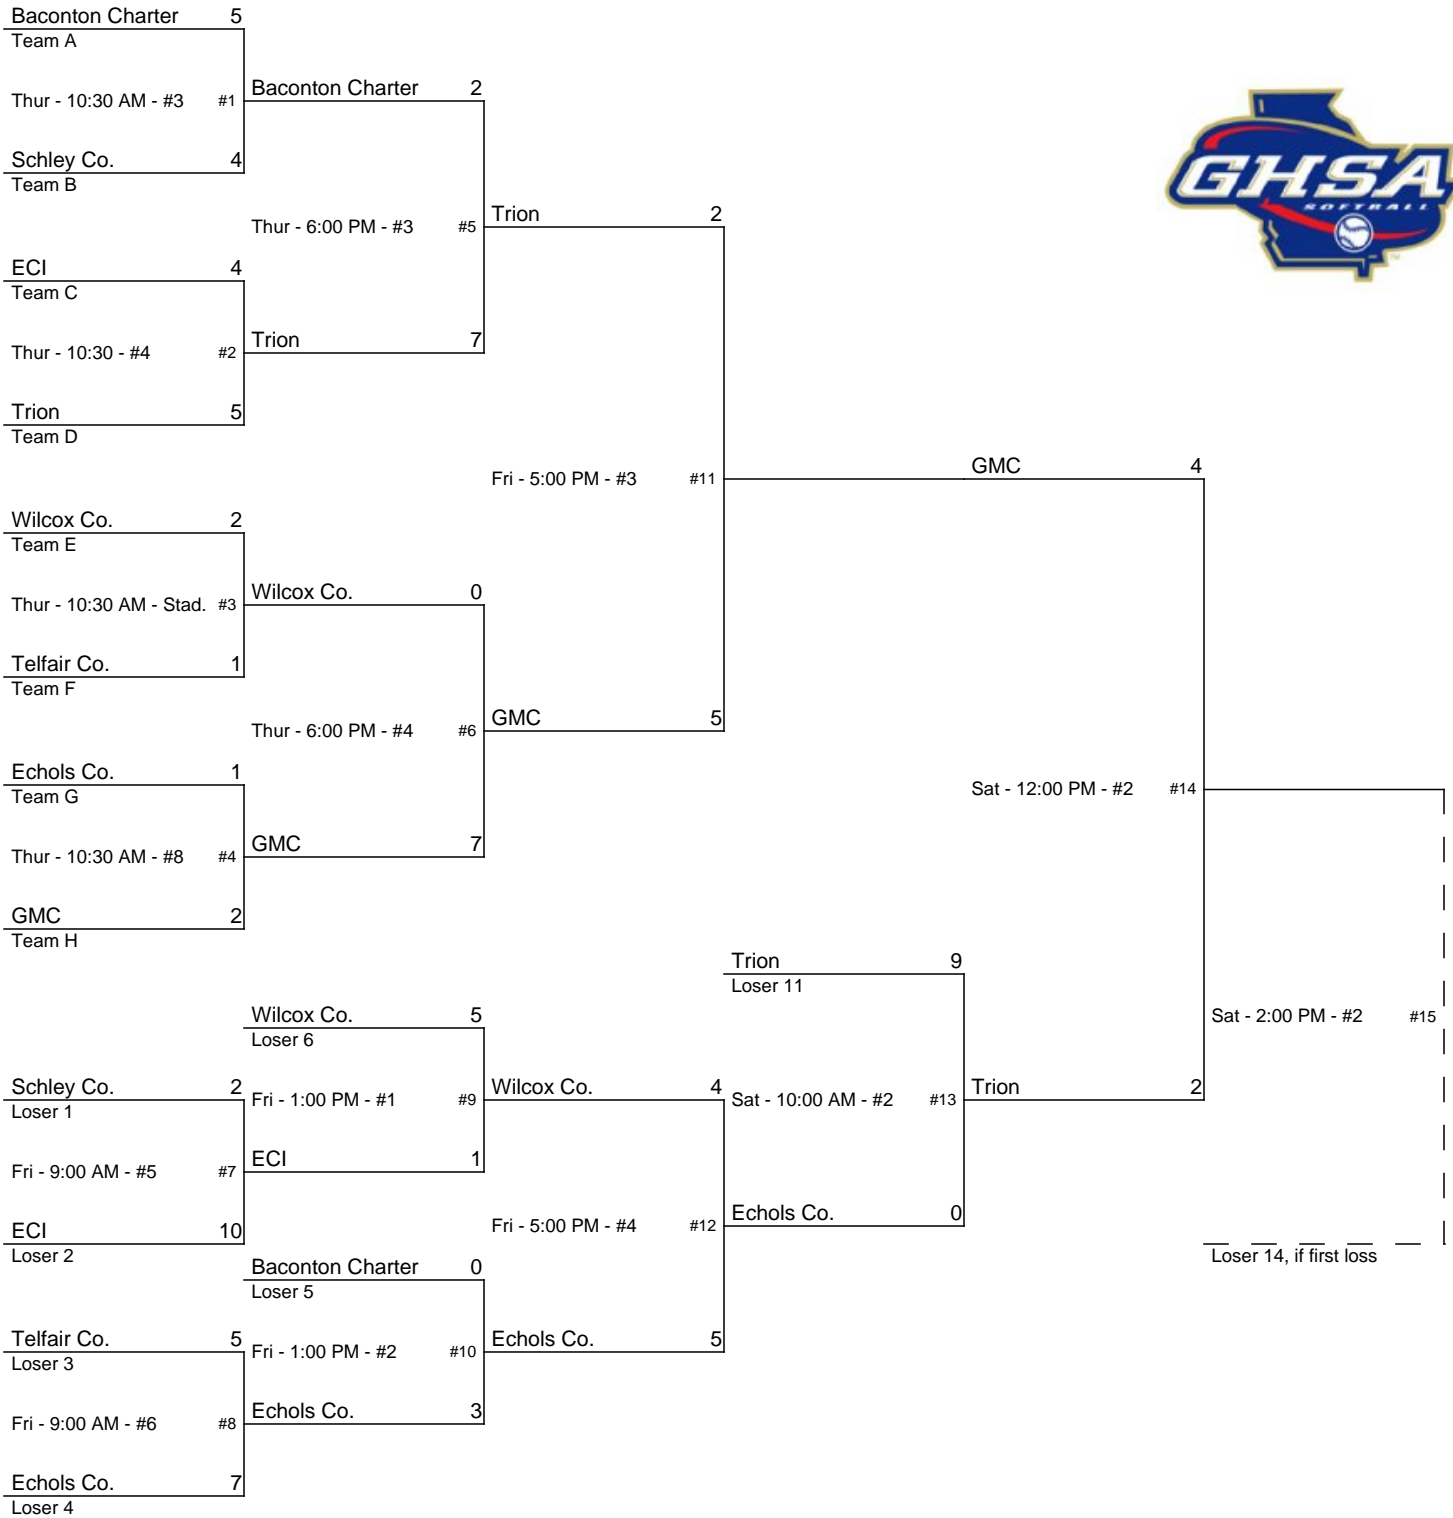 Baconton Charter 5
Team A
Thur - 10:30 AM - #3 #1
Schley Co. 4
Team B
ECI 4
Team C
Thur - 10:30 - #4 #2
Trion 5
Team D
Wilcox Co. 2
Team E
Thur - 10:30 AM - Stad. #3
Telfair Co. 1
Team F
Echols Co. 1
Team G
Thur - 10:30 AM - #8 #4
GMC 2
Team H
Baconton Charter 2
Thur - 6:00 PM - #3 #5
Trion 7
Wilcox Co. 0
Thur - 6:00 PM - #4 #6
GMC 7
Trion 2
Fri - 5:00 PM - #3 #11
GMC 5
GMC 4
Sat - 12:00 PM - #2 #14
Trion 2
GHSA
SOFTBALL
TM
Schley Co. 2
Loser 1
Fri - 9:00 AM - #5 #7
ECI 10
Loser 2
Telfair Co. 5
Loser 3
Fri - 9:00 AM - #6 #8
Echols Co. 7
Loser 4
Wilcox Co. 5
Loser 6
Fri - 1:00 PM - #1 #9
ECI 1
Baconton Charter 0
Loser 5
Fri - 1:00 PM - #2 #10
Echols Co. 3
Wilcox Co. 4
Fri - 5:00 PM - #4 #12
Echols Co. 5
Trion 9
Loser 11
Sat - 10:00 AM - #2 #13
Echols Co. 0
Sat - 2:00 PM - #2 #15
Loser 14, if first loss